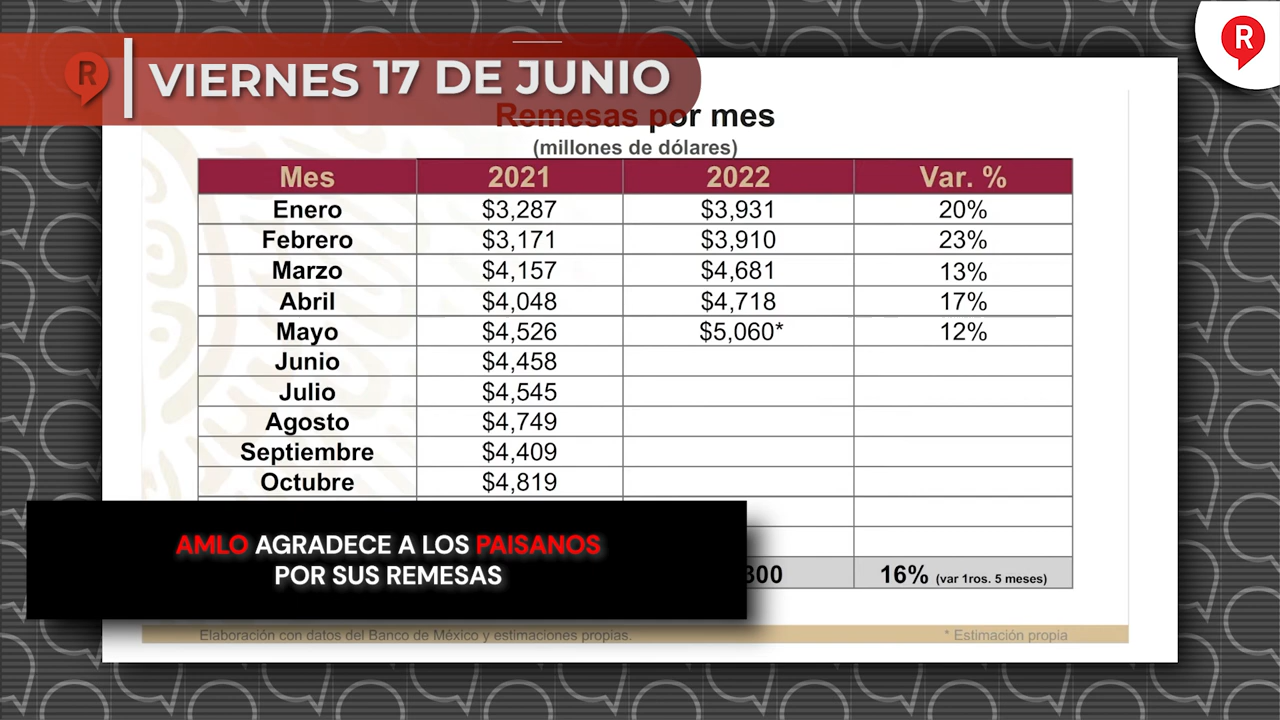 R
R
VIERNES 17 DE JUNIO
Remesas por mes
(millones de dólares)
Mes 2021 2022 Var. %
Enero $3,287 $3,931 20%
Febrero $3,171 $3,910 23%
Marzo $4,157 $4,681 13%
Abril $4,048 $4,718 17%
Mayo $4,526 $5,060* 12%
Junio $4,458
Julio $4,545
Agosto $4,749
Septiembre $4,409
Octubre $4,819
AMLO AGRADECE A LOS PAISANOS
POR SUS REMESAS
16% (var 1ros. 5 meses)
Elaboración con datos del Banco de México y estimaciones propias.
* Estimación propia